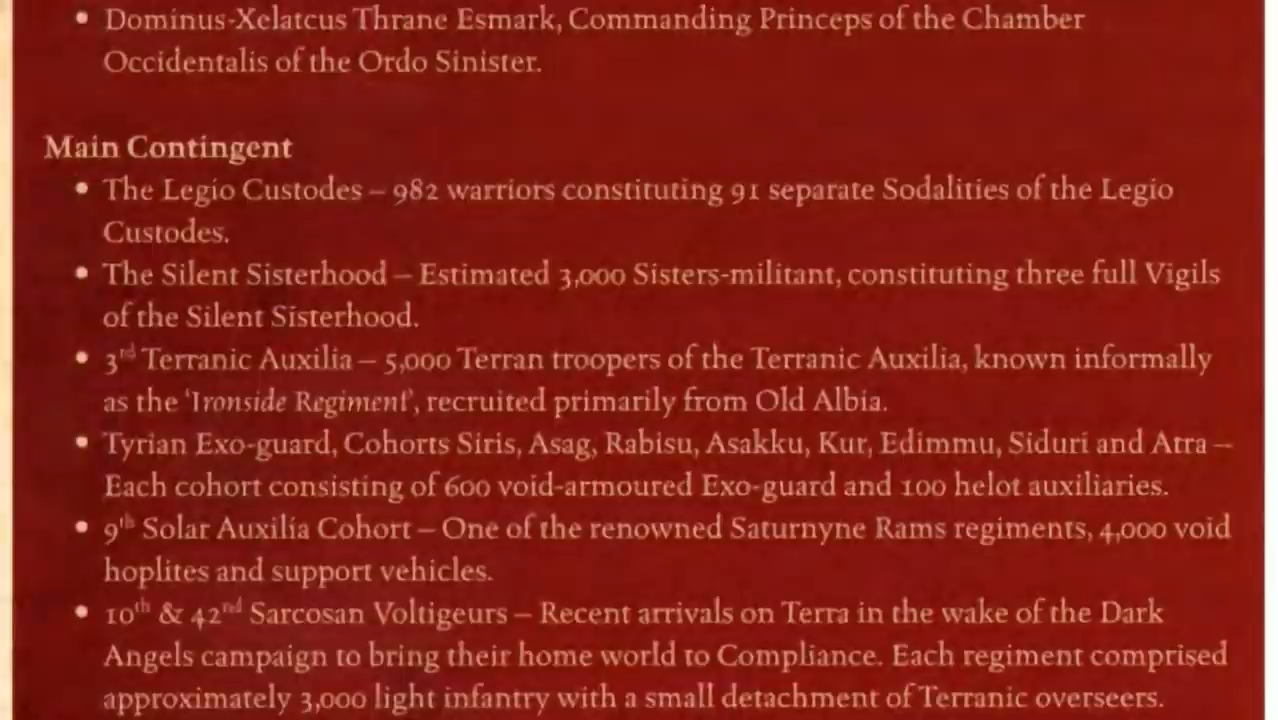 • Dominus-Xelatcus Thrane Esmark, Commanding Princeps of the Chamber
Occidentalis of the Ordo Sinister.
Main Contingent
• The Legio Custodes – 982 warriors constituting 91 separate Sodalities of the Legio
Custodes.
• The Silent Sisterhood – Estimated 3,000 Sisters-militant, constituting three full Vigils
of the Silent Sisterhood.
• 3rd Terranic Auxilia – 5,000 Terran troopers of the Terranic Auxilia, known informally
as the ‘Ironside Regiment’, recruited primarily from Old Albia.
• Tyrian Exo-guard, Cohorts Siris, Asag, Rabisu, Asakku, Kur, Edimmu, Siduri and Atra –
Each cohort consisting of 600 void-armoured Exo-guard and 100 helot auxiliaries.
• 9th Solar Auxilia Cohort – One of the renowned Saturnyne Rams regiments, 4,000 void
hoplites and support vehicles.
• 10th & 42nd Sarcosan Voltigeurs – Recent arrivals on Terra in the wake of the Dark
Angels campaign to bring their home world to Compliance. Each regiment comprised
approximately 3,000 light infantry with a small detachment of Terranic overseers.